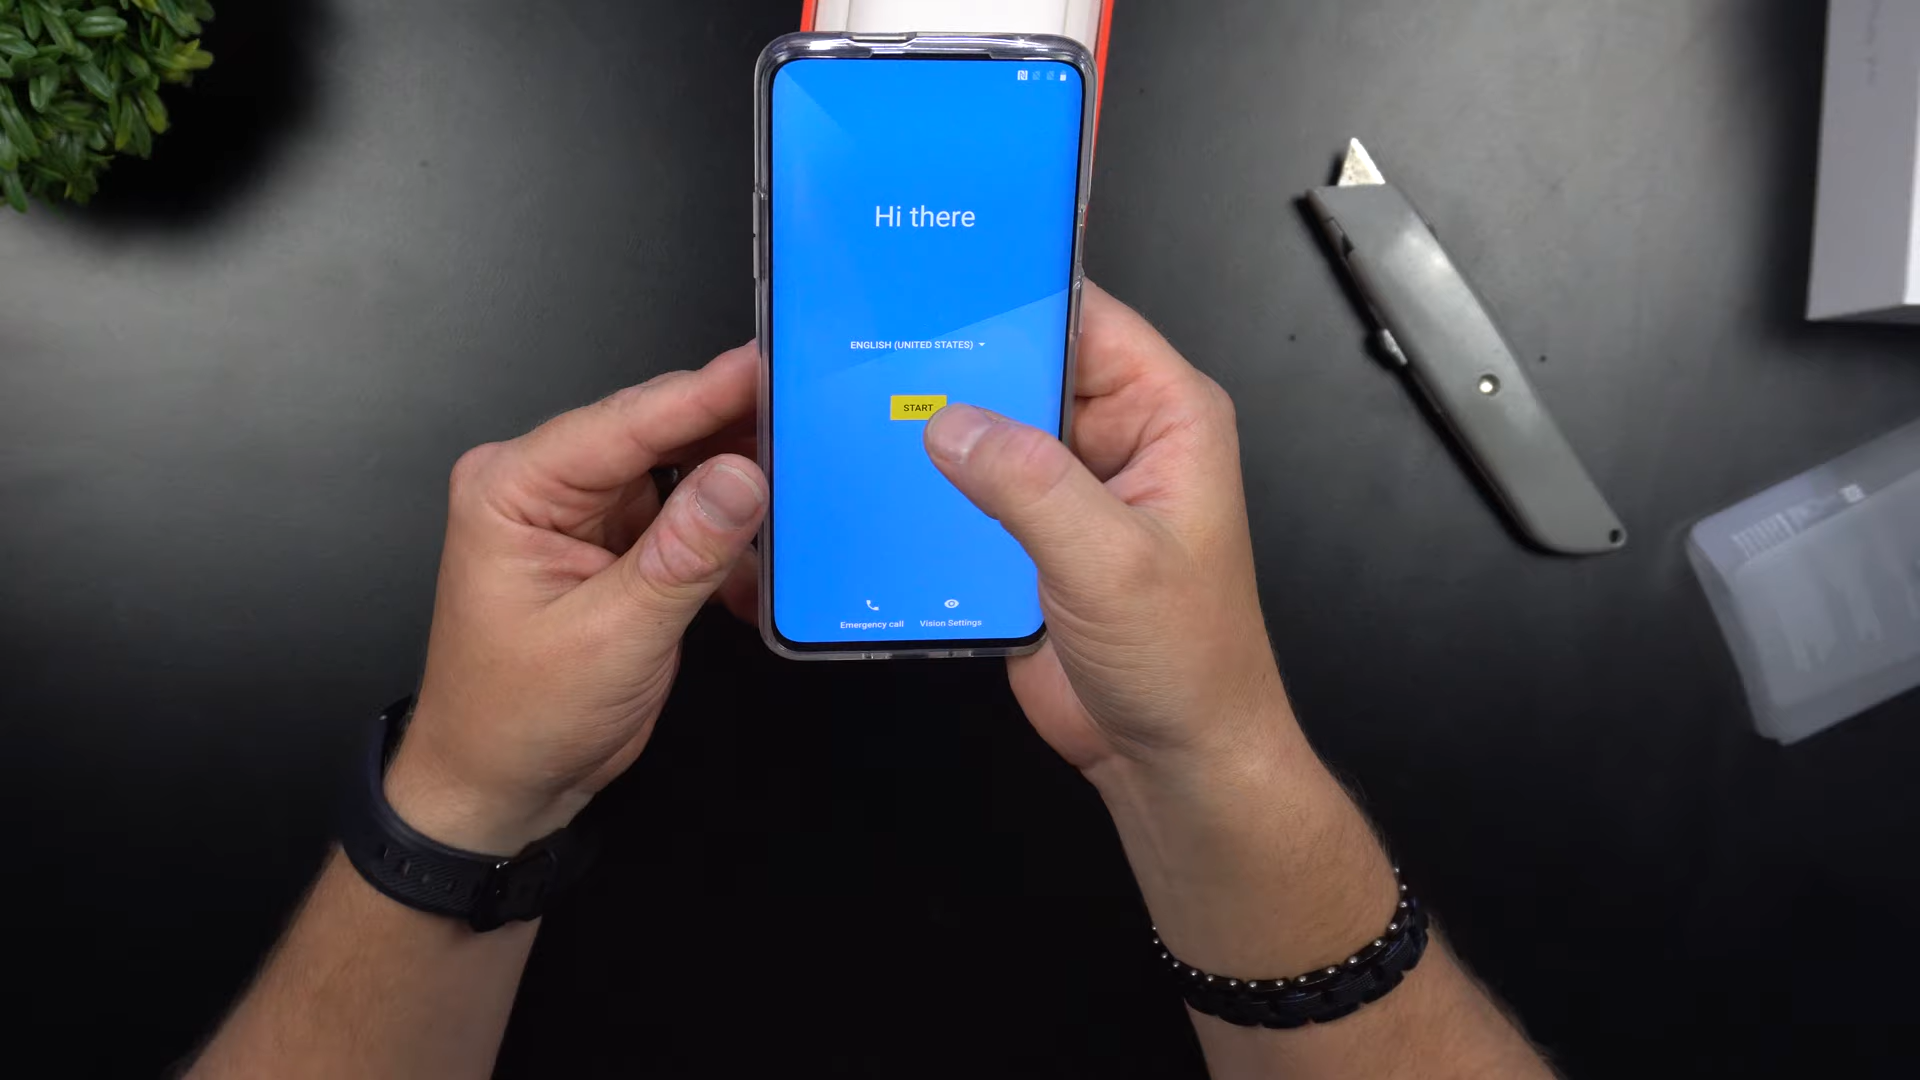 Hi there
ENGLISH (UNITED STATES)
START
Emergency call
Vision Settings